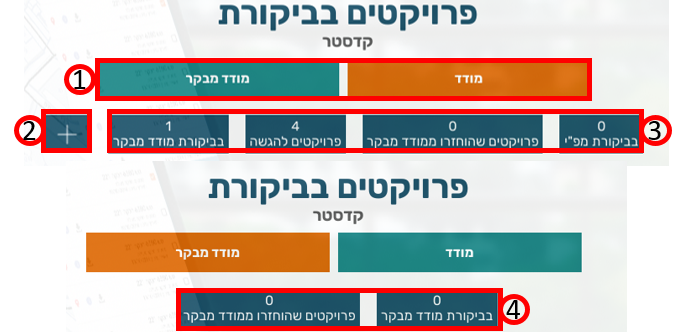 פרויקטים בביקורת
קדסטר
① מודד מודד מבקר
② + 1 4 0 0 ③
בביקורת מפ"י פרויקטים שהוחזרו ממודד מבקר פרויקטים להגשה בביקורת מודד מבקר
פרויקטים בביקורת
קדסטר
מודד מודד מבקר
0 0 ④
בביקורת מודד מבקר פרויקטים שהוחזרו ממודד מבקר